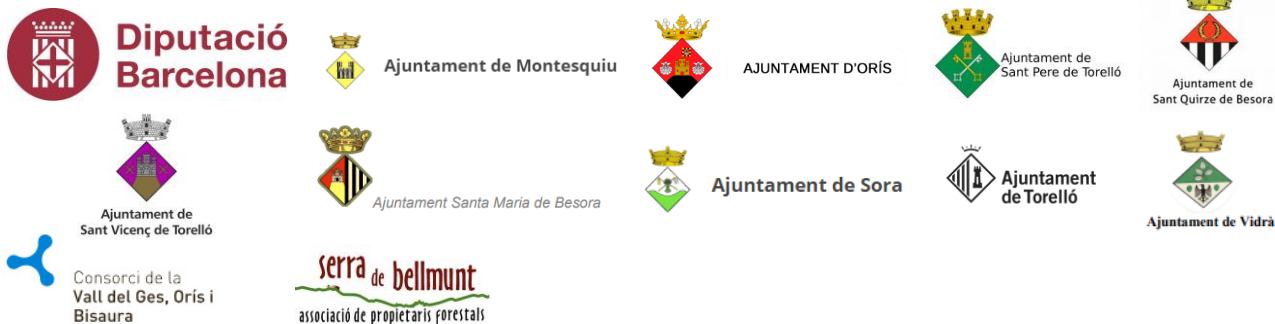 Diputació
Barcelona
Ajuntament de Montesquiu
AJUNTAMENT D'ORÍS
Ajuntament de
Sant Pere de Torelló
Ajuntament de
Sant Quirze de Besora
Ajuntament de
Sant Vicenç de Torelló
Ajuntament Santa Maria de Besora
Ajuntament de Sora
Ajuntament
de Torelló
Ajuntament de Vidrà
Consorci de la
Vall del Ges, Orís i
Bisaura
serra de bellmunt
associació de propietaris forestals